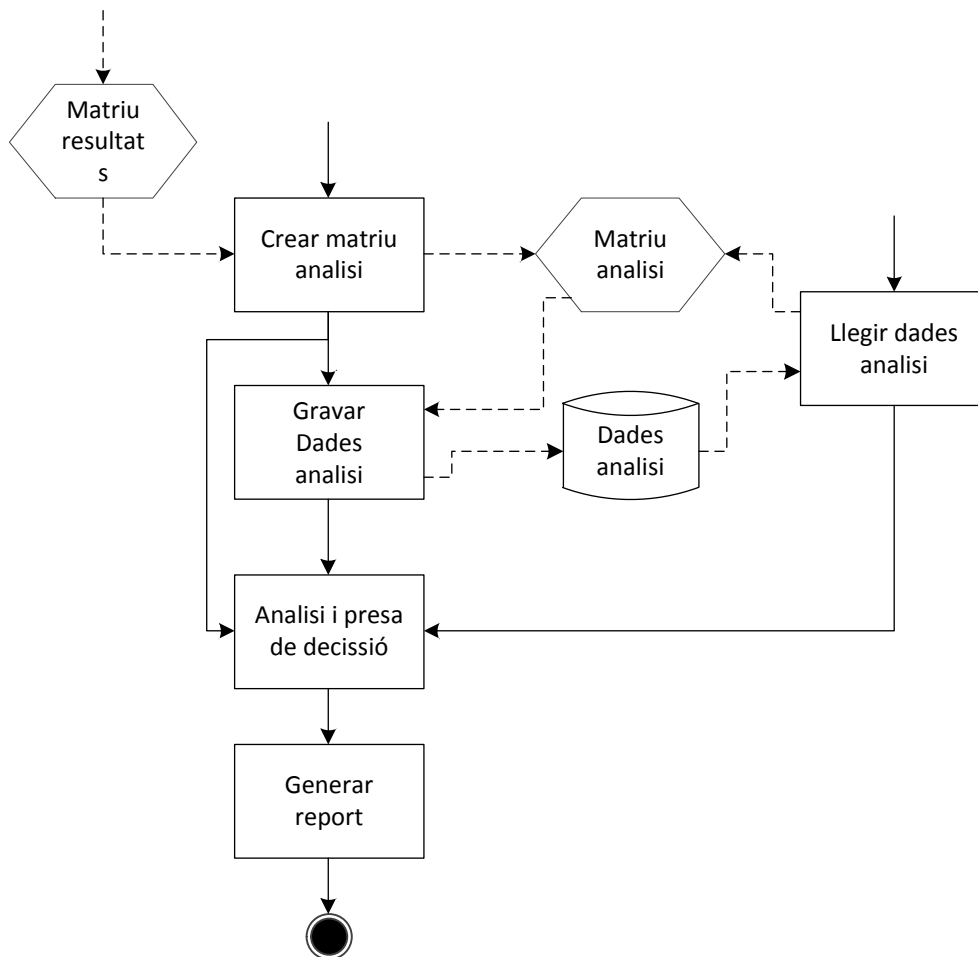 Matriu
resultat
s
Crear matriu
analisi
Matriu
analisi
Llegir dades
analisi
Gravar
Dades
analisi
Dades
analisi
Analisi i presa
de decissió
Generar
report